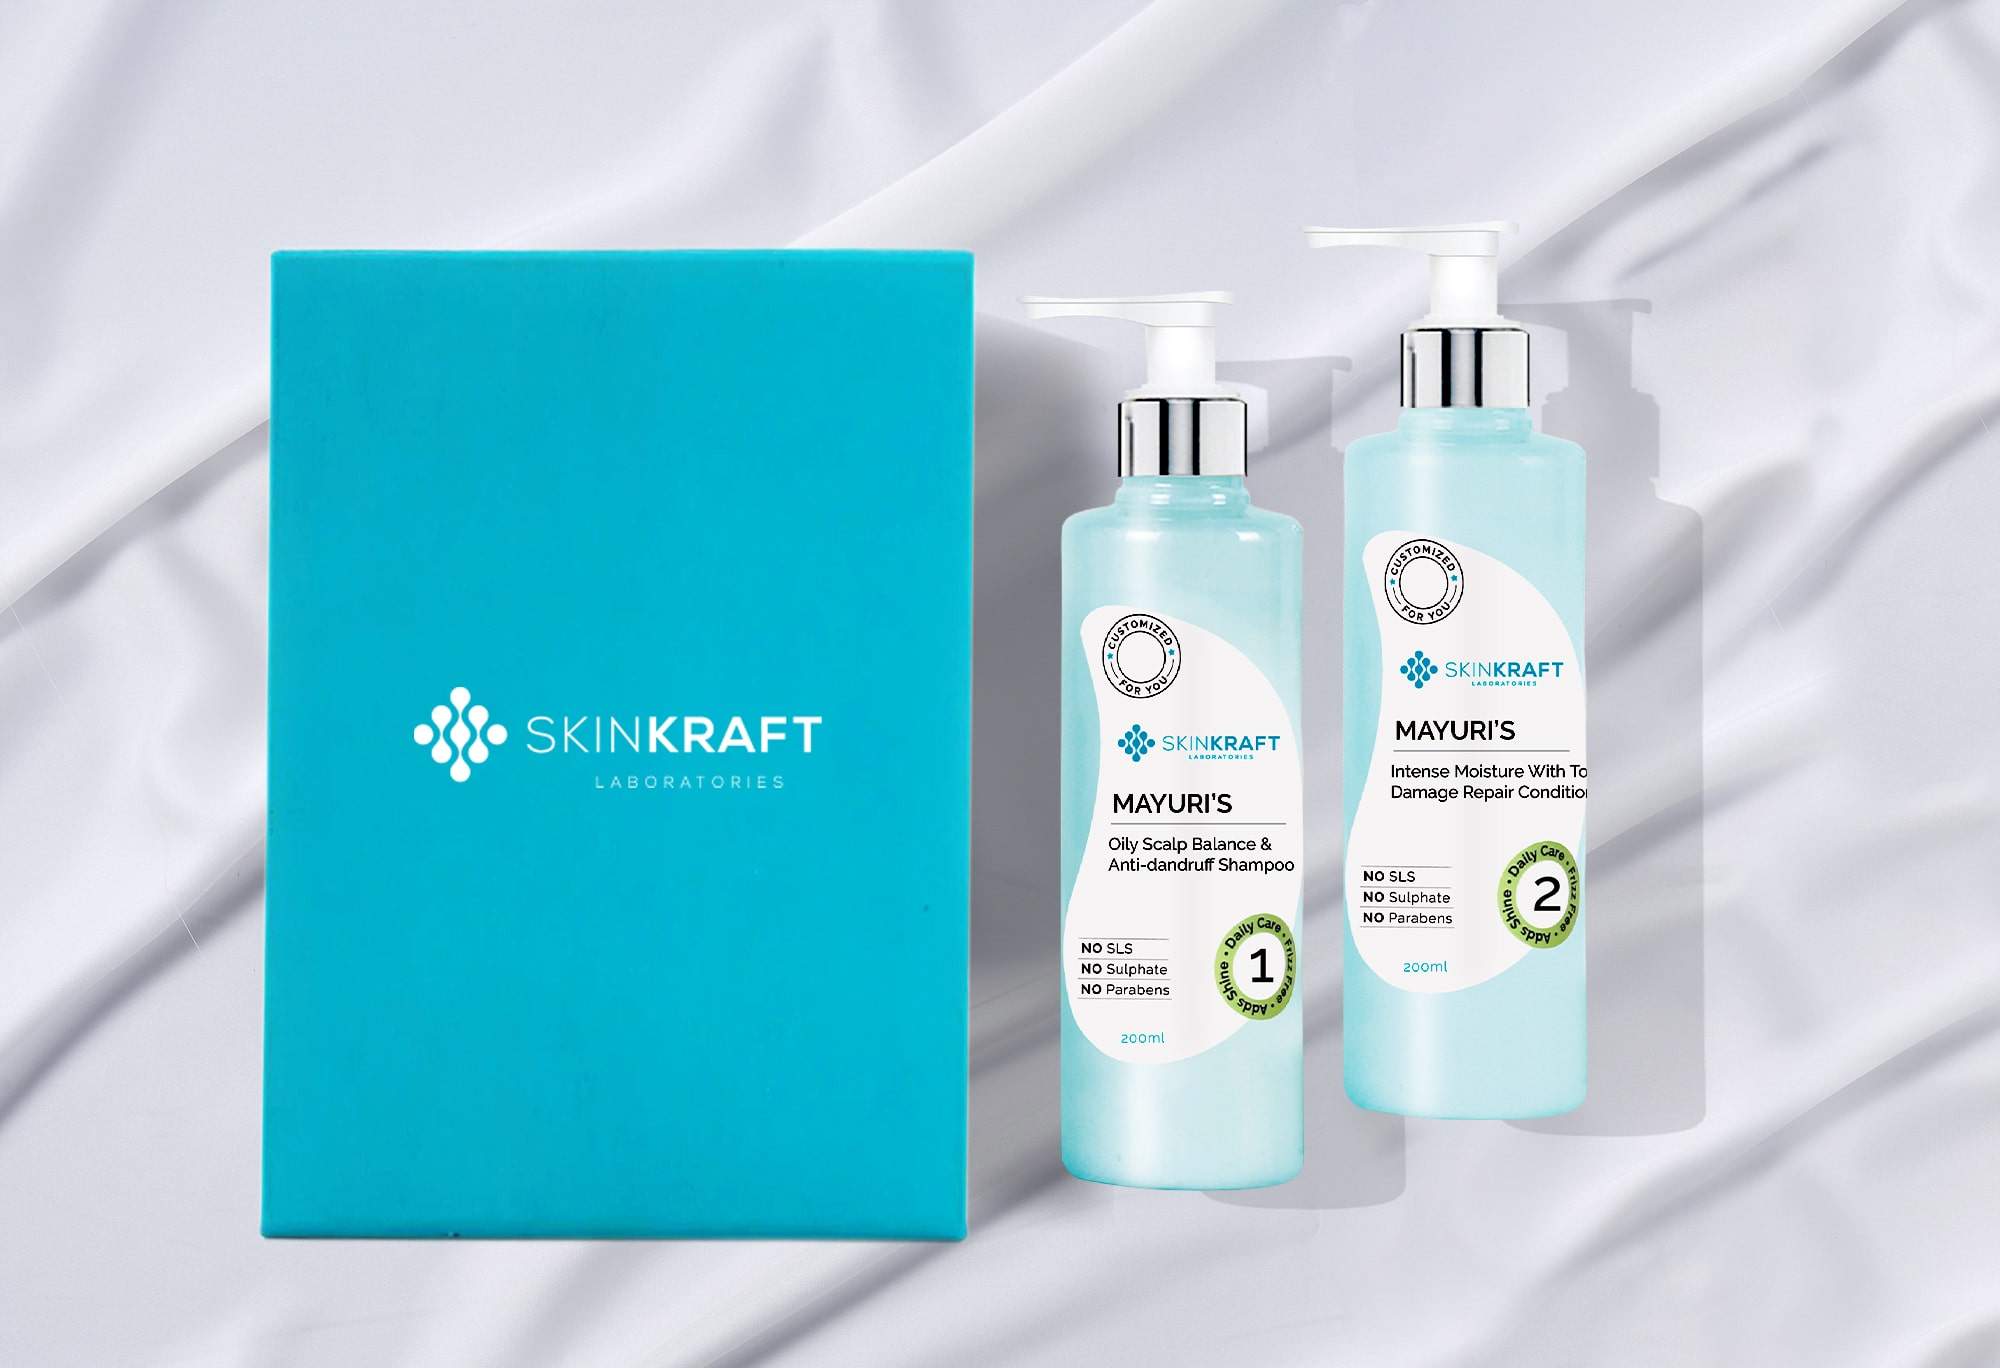 SKINKRAFT
LABORATORIES
CUSTOMIZED
FOR YOU
SKINKRAFT
LABORATORIES
MAYURI'S
Oily Scalp Balance &
Anti-dandruff Shampoo
NO SLS
NO Sulphate
NO Parabens
Daily Care • Frizz Free • Adds Shine •
1
200ml
CUSTOMIZED
FOR YOU
SKINKRAFT
LABORATORIES
MAYURI'S
Intense Moisture With
Damage Repair
NO SLS
NO Sulphate
NO Parabens
Daily Care • Frizz Free • Adds Shine •
2
200ml